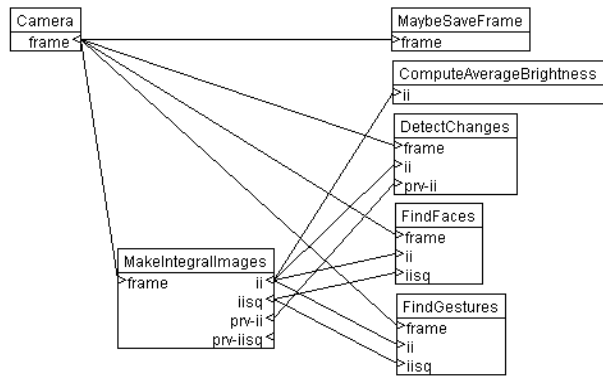 Camera
frame
MaybeSaveFrame
frame
ComputeAverageBrightness
ii
DetectChanges
frame
ii
prv-ii
FindFaces
frame
ii
iisq
MakeIntegralImages
frame ii
iisq
prv-ii
prv-iisq
FindGestures
frame
ii
iisq